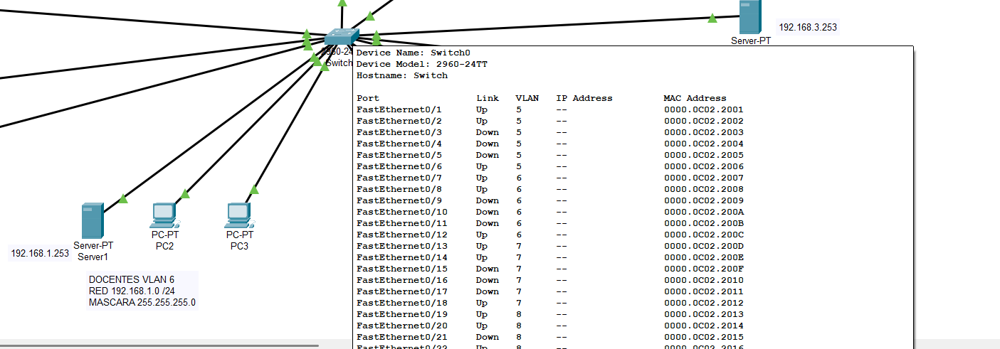 192.168.3.253
Server-PT
2960-24
Switch
Device Name: Switch0
Device Model: 2960-24TT
Hostname: Switch
Port Link VLAN IP Address MAC Address
FastEthernet0/1 Up 5 -- 0000.0C02.2001
FastEthernet0/2 Up 5 -- 0000.0C02.2002
FastEthernet0/3 Down 5 -- 0000.0C02.2003
FastEthernet0/4 Down 5 -- 0000.0C02.2004
FastEthernet0/5 Down 5 -- 0000.0C02.2005
FastEthernet0/6 Up 5 -- 0000.0C02.2006
FastEthernet0/7 Up 6 -- 0000.0C02.2007
FastEthernet0/8 Up 6 -- 0000.0C02.2008
FastEthernet0/9 Down 6 -- 0000.0C02.2009
FastEthernet0/10 Down 6 -- 0000.0C02.200A
FastEthernet0/11 Down 6 -- 0000.0C02.200B
FastEthernet0/12 Up 6 -- 0000.0C02.200C
FastEthernet0/13 Up 7 -- 0000.0C02.200D
FastEthernet0/14 Up 7 -- 0000.0C02.200E
FastEthernet0/15 Down 7 -- 0000.0C02.200F
FastEthernet0/16 Down 7 -- 0000.0C02.2010
FastEthernet0/17 Down 7 -- 0000.0C02.2011
FastEthernet0/18 Up 7 -- 0000.0C02.2012
FastEthernet0/19 Up 8 -- 0000.0C02.2013
FastEthernet0/20 Up 8 -- 0000.0C02.2014
FastEthernet0/21 Down 8 -- 0000.0C02.2015
FastEthernet0/22 Up 8 -- 0000.0C02.2016
192.168.1.253
Server-PT
Server1
PC-PT
PC2
PC-PT
PC3
DOCENTES VLAN 6
RED 192.168.1.0 /24
MASCARA 255.255.255.0